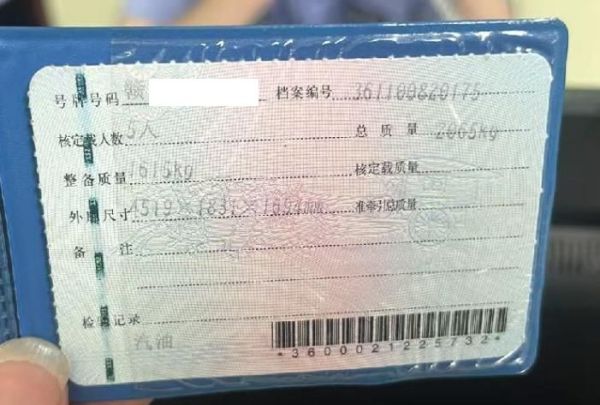 号牌号码 赣 档案编号 361100820175
核定载人数 5人 总质量 2065kg
整备质量 1615kg 核定载质量
外廓尺寸 4519×1831×1694mm 准牵引总质量
备注
检验记录
汽油
*3600021225732*